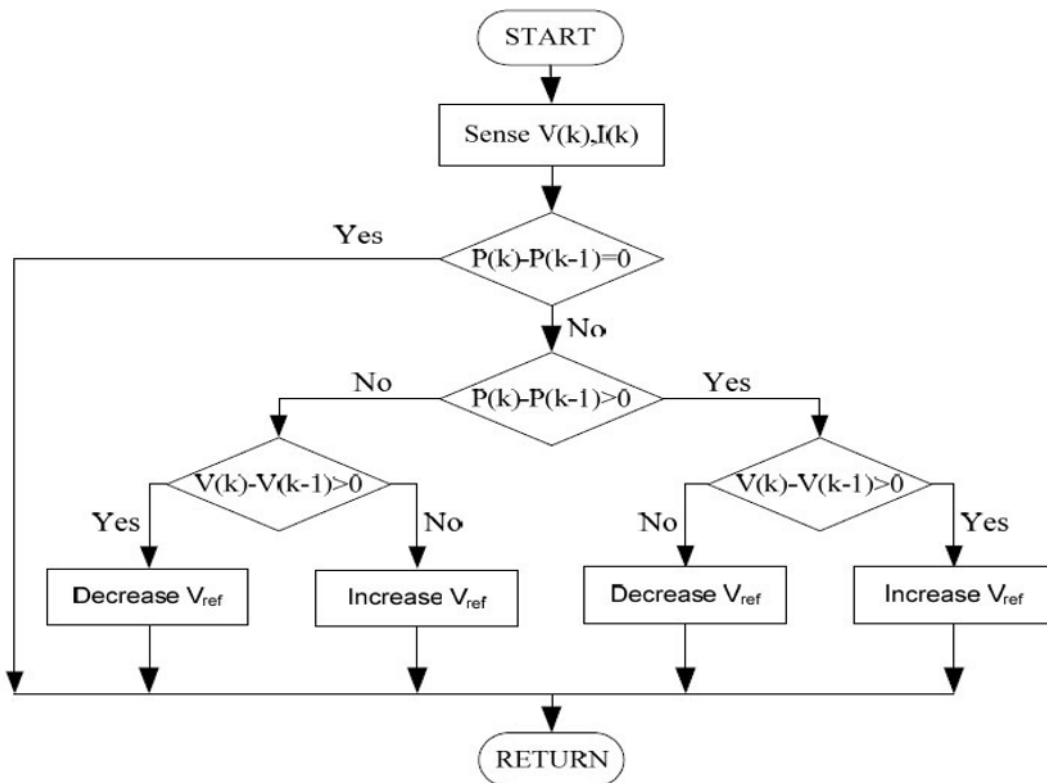 START
Sense V(k),I(k)
Yes
P(k)-P(k-1)=0
No
No
P(k)-P(k-1)>0
Yes
V(k)-V(k-1)>0
V(k)-V(k-1)>0
Yes
No
No
Yes
Decrease Vref
Increase Vref
Decrease Vref
Increase Vref
RETURN